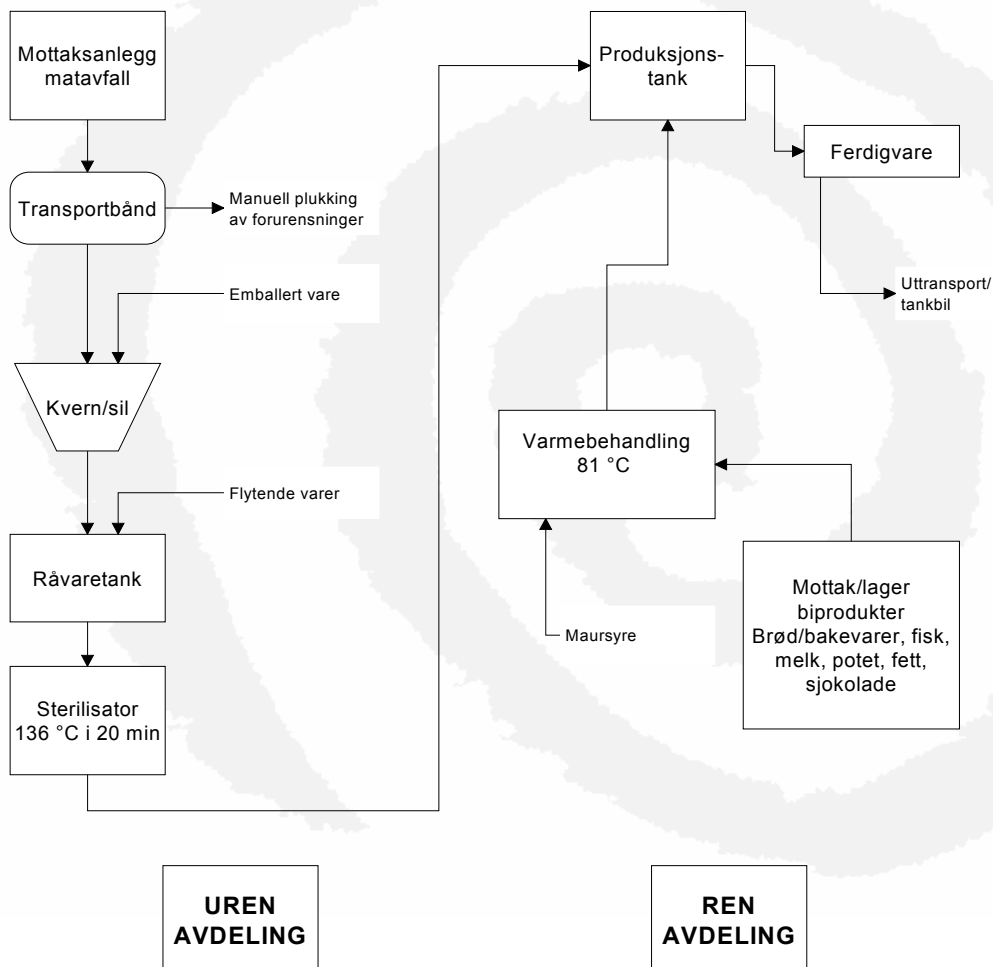 Mottaksanlegg
matavfall
Transportbånd
Manuell plukking
av forurensninger
Emballert vare
Kvern/sil
Flytende varer
Råvaretank
Sterilisator
136 °C i 20 min
UREN
AVDELING
Produksjons-
tank
Ferdigvare
Uttransport/
tankbil
Varmebehandling
81 °C
Maursyre
Mottak/lager
biprodukter
Brød/bakevarer, fisk,
melk, potet, fett,
sjokolade
REN
AVDELING